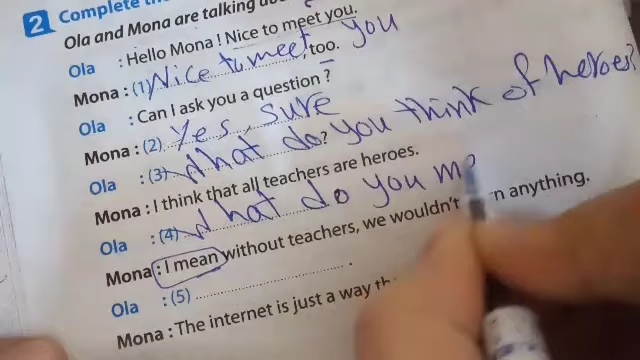 2 Complete the
Ola and Mona are talking
Ola : Hello Mona ! Nice to meet you.
Mona : (1) Nice to meet you, too.
Ola : Can I ask you a question ?
Mona : (2) Yes, sure
Ola : (3) What do you think of heroes?
Mona : I think that all teachers are heroes.
Ola : (4) What do you
Mona : I mean without teachers, we wouldn't anything.
Ola : (5) .
Mona : The internet is just a way